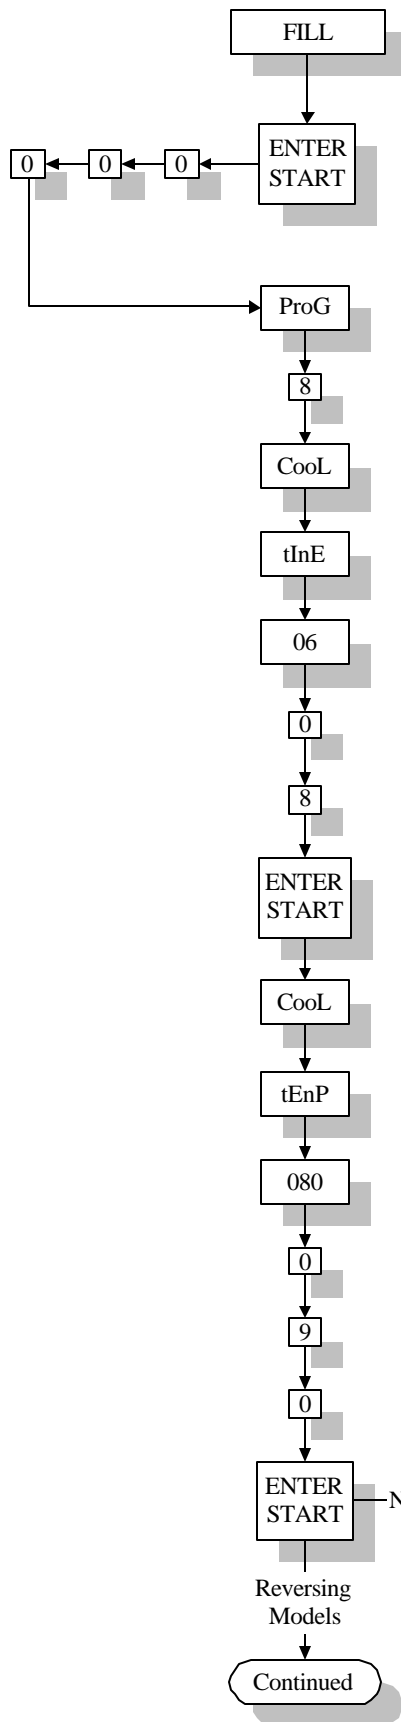 FILL
ENTER
START
0 0 0
ProG
8
CooL
tInE
06
0
8
ENTER
START
CooL
tEnP
080
0
9
0
ENTER
START
N
Reversing
Models
Continued